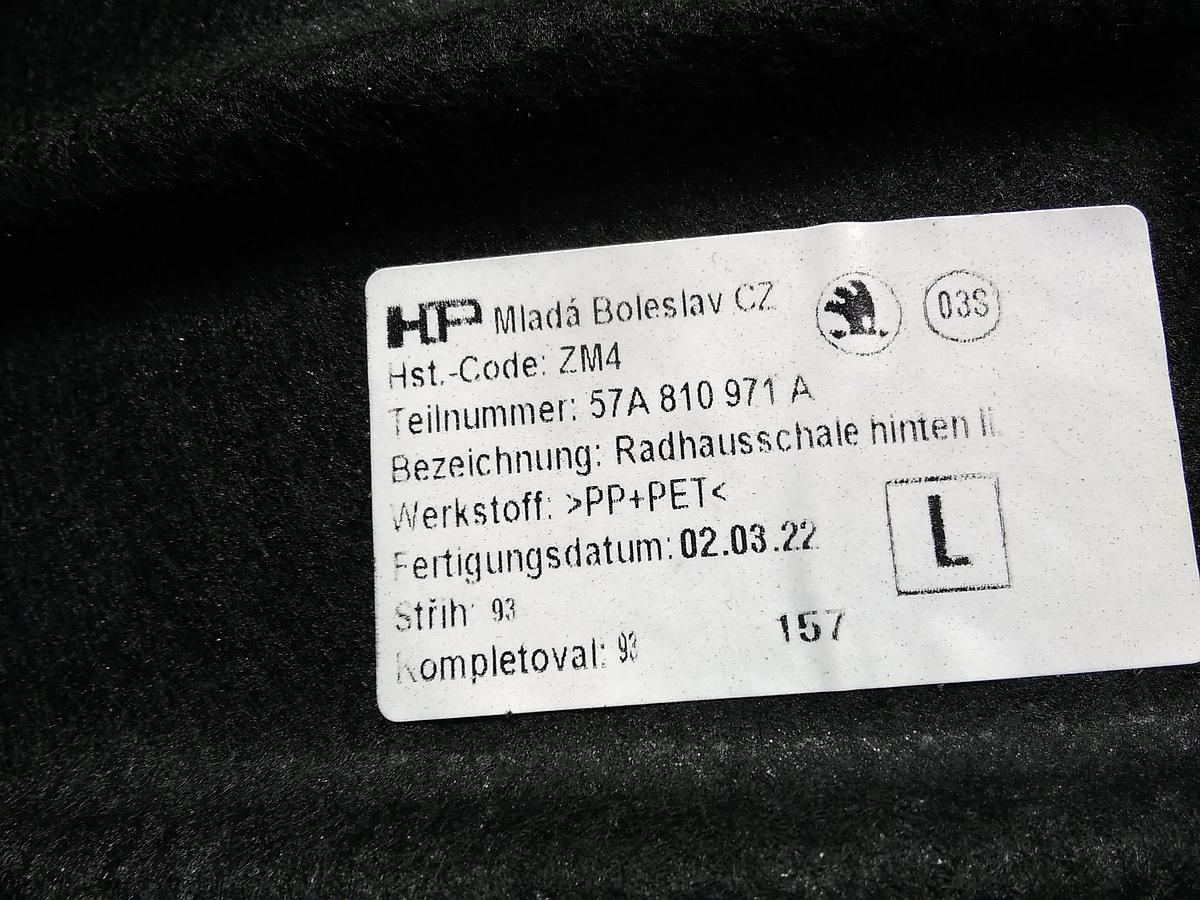 HP Mladá Boleslav CZ 03S
Hst.-Code: ZM4
Teilnummer: 57A 810 971 A
Bezeichnung: Radhausschale hinten li.
Werkstoff: >PP+PET<
Fertigungsdatum: 02.03.22
L
Střih: 93
Kompletoval: 93
157